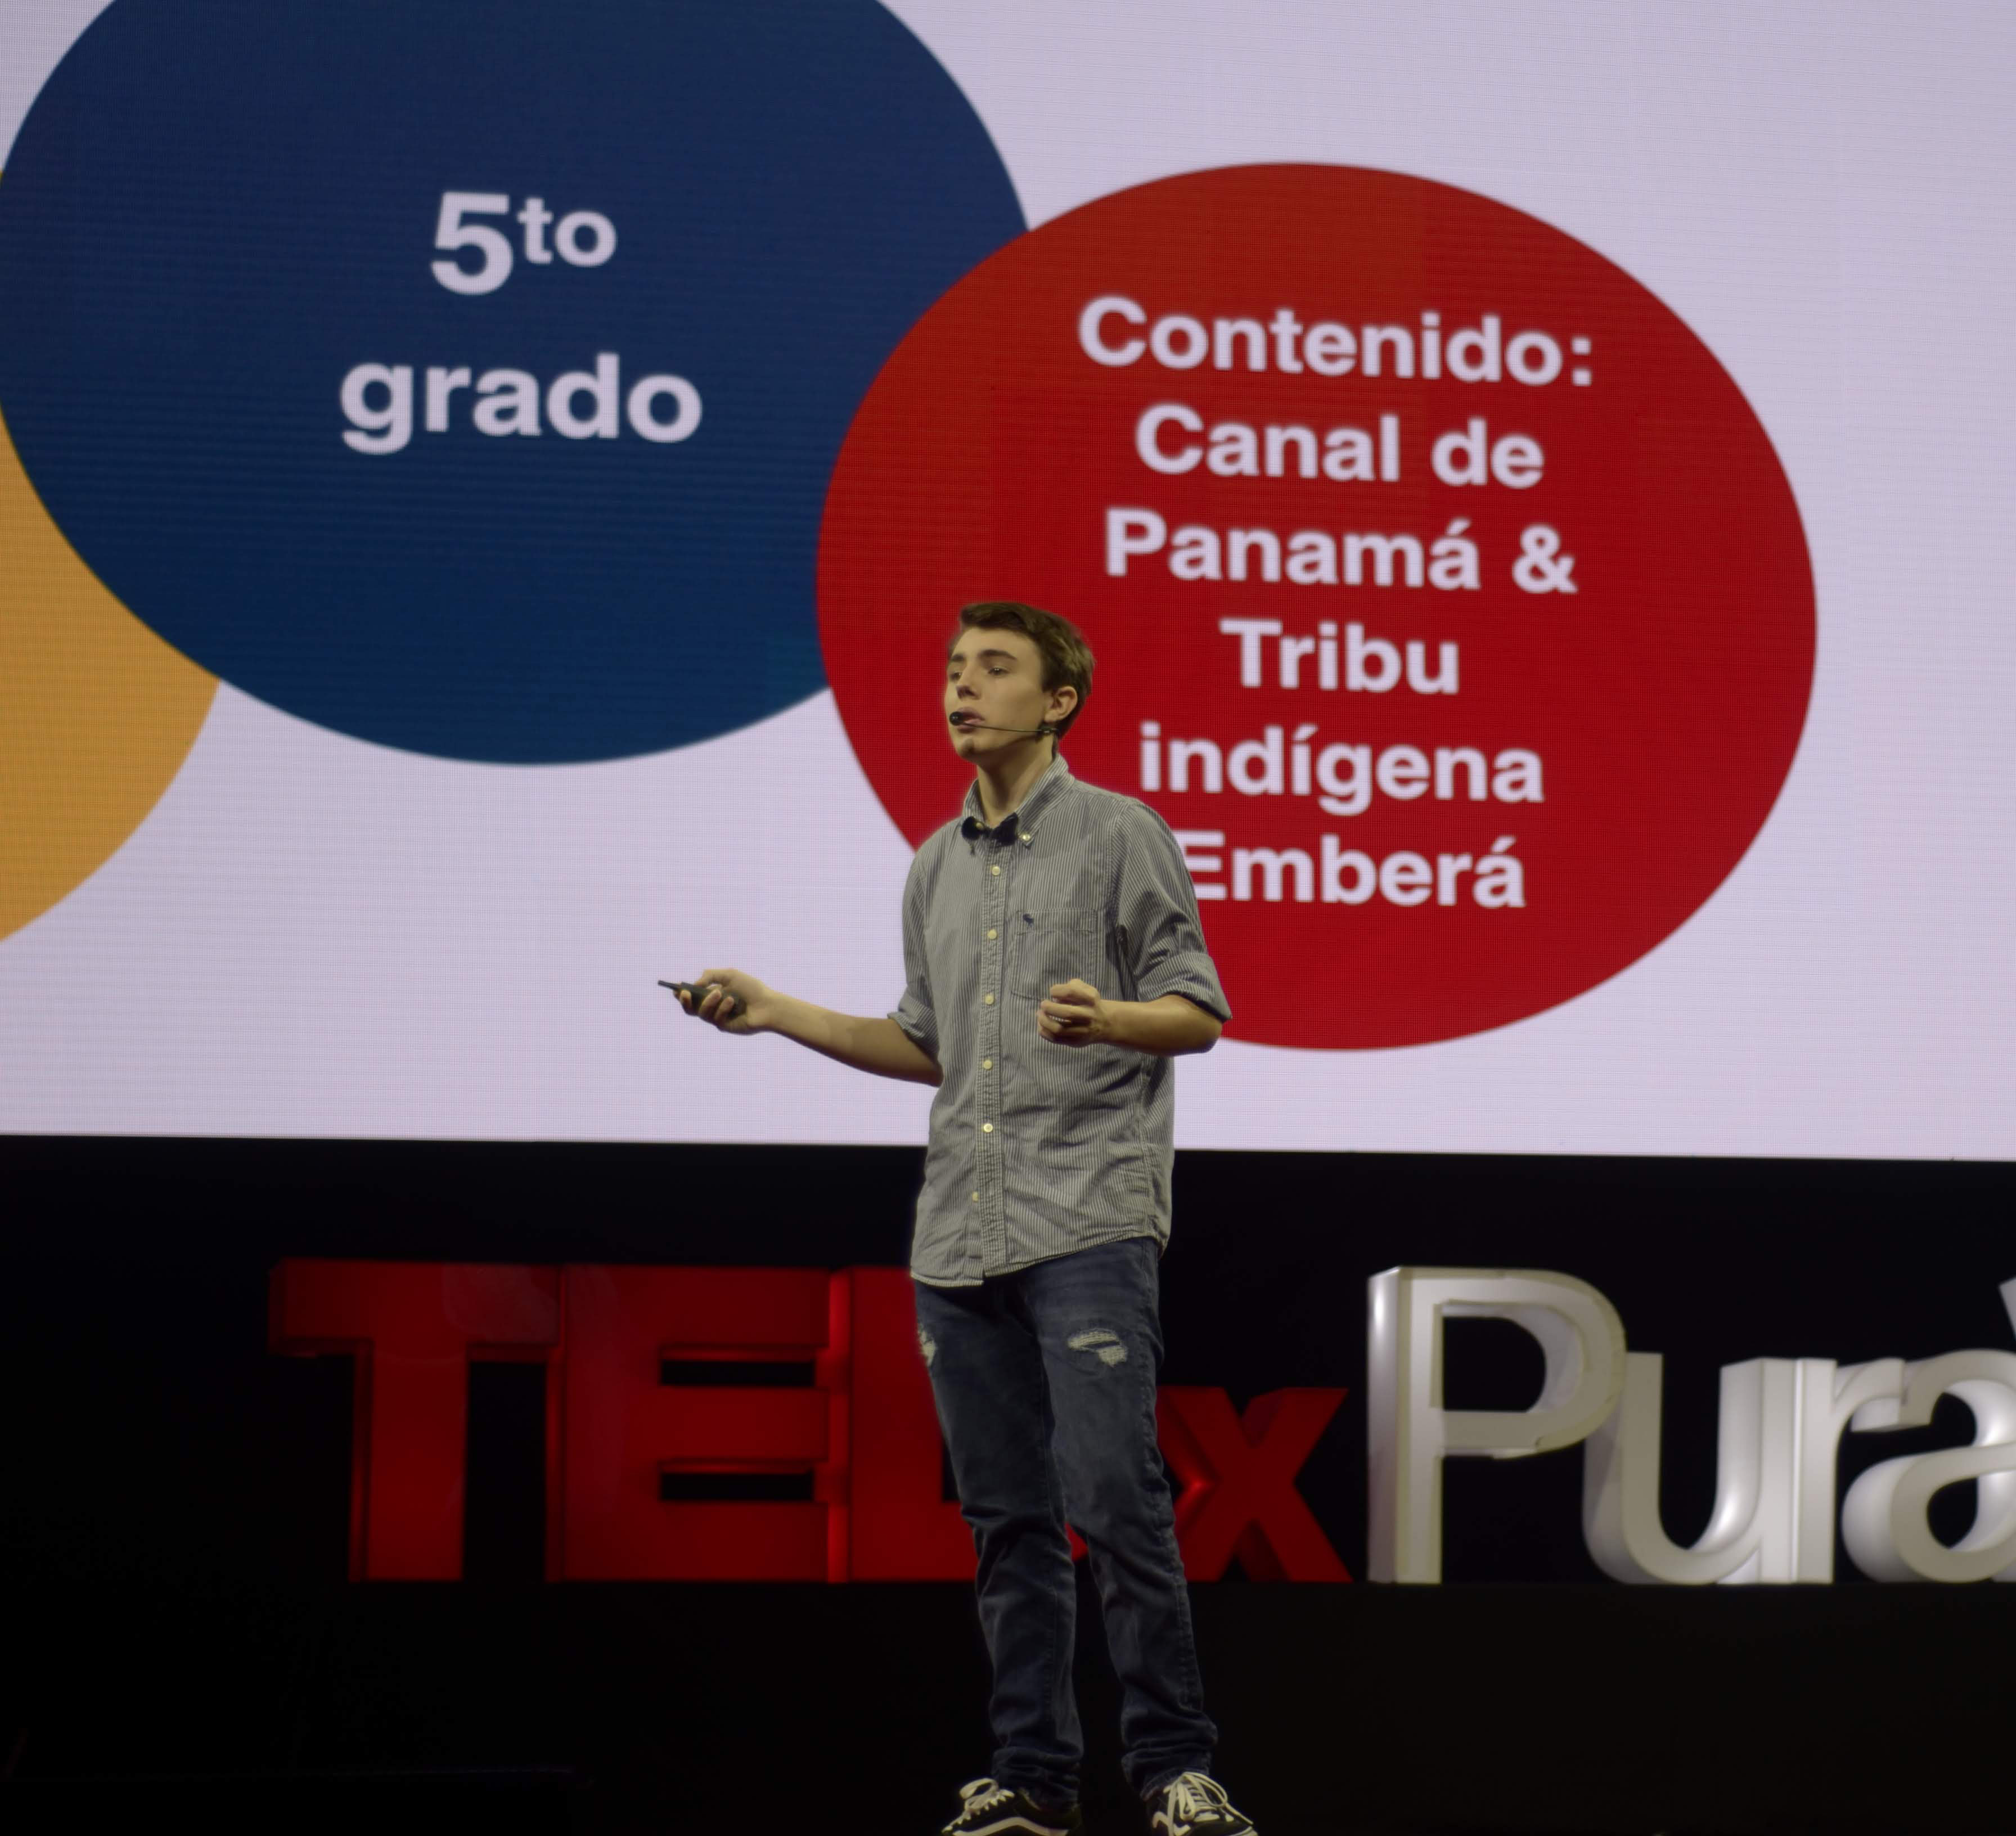 5to
grado
Contenido:
Canal de
Panamá &
Tribu
indígena
Emberá
TEDx Pura